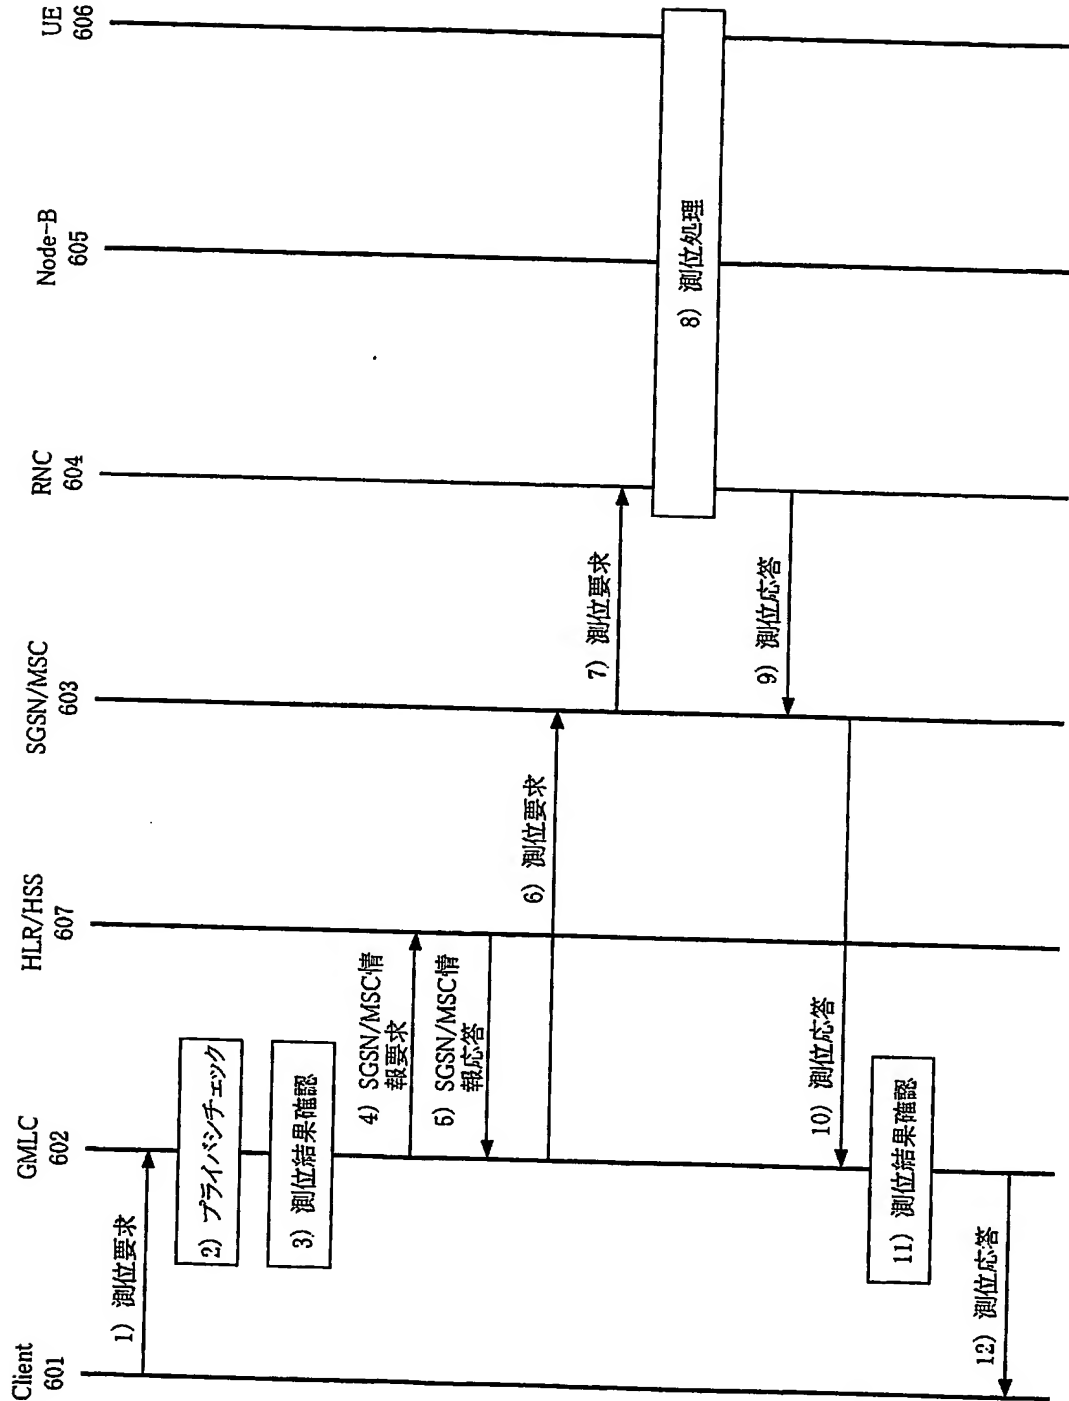 Client
601
GMLC
602
HLR/HSS
607
SGSN/MSC
603
RNC
604
Node-B
605
UE
606
1) 測位要求
2) プライバシチェック
3) 測位結果確認
4) SGSN/MSC情
報要求
5) SGSN/MSC情
報応答
6) 測位要求
7) 測位要求
8) 測位処理
9) 測位応答
10) 測位応答
11) 測位結果確認
12) 測位応答